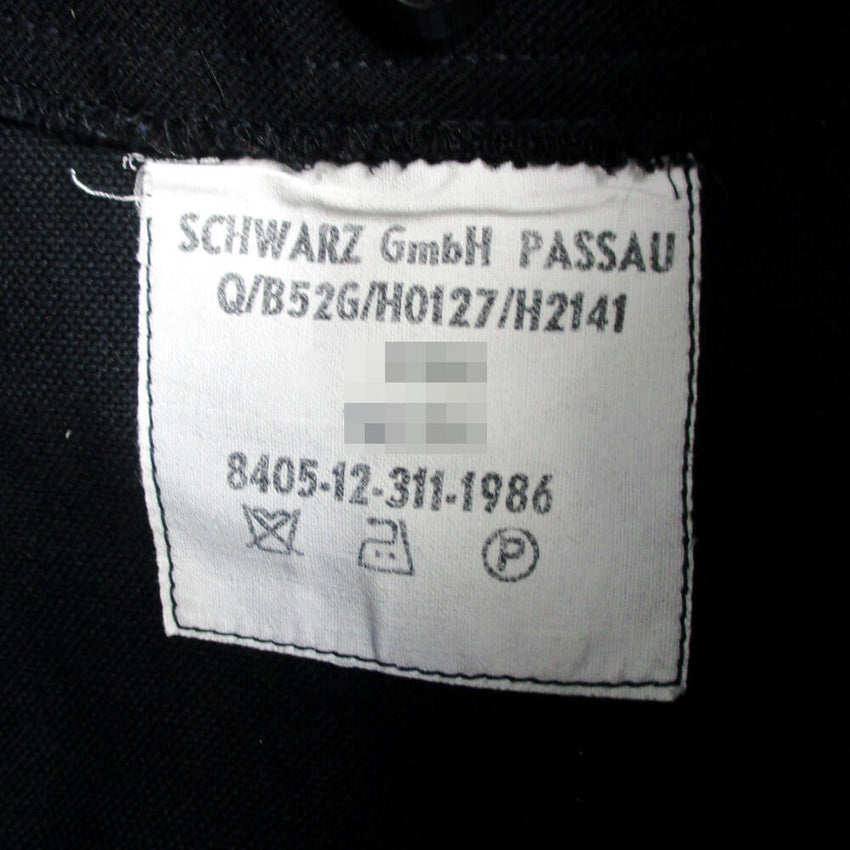 SCHWARZ GmbH PASSAU
Q/B52G/H0127/H2141
8405-12-311-1986
P